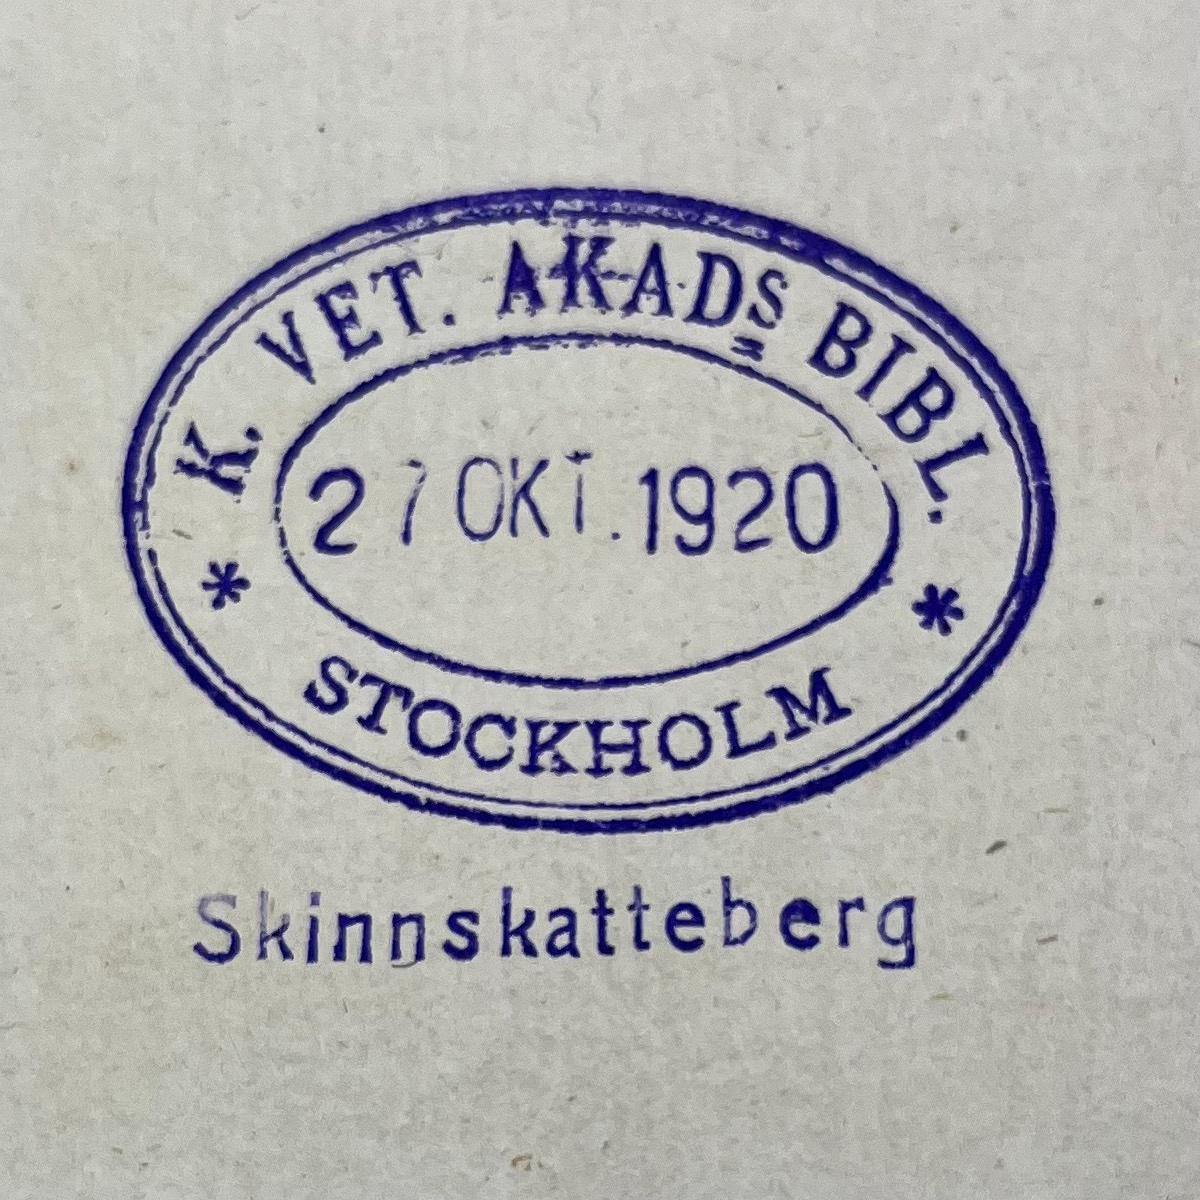 K. VET. AKADS BIBL.
27 OKT. 1920
* STOCKHOLM *
Skinnskatteberg